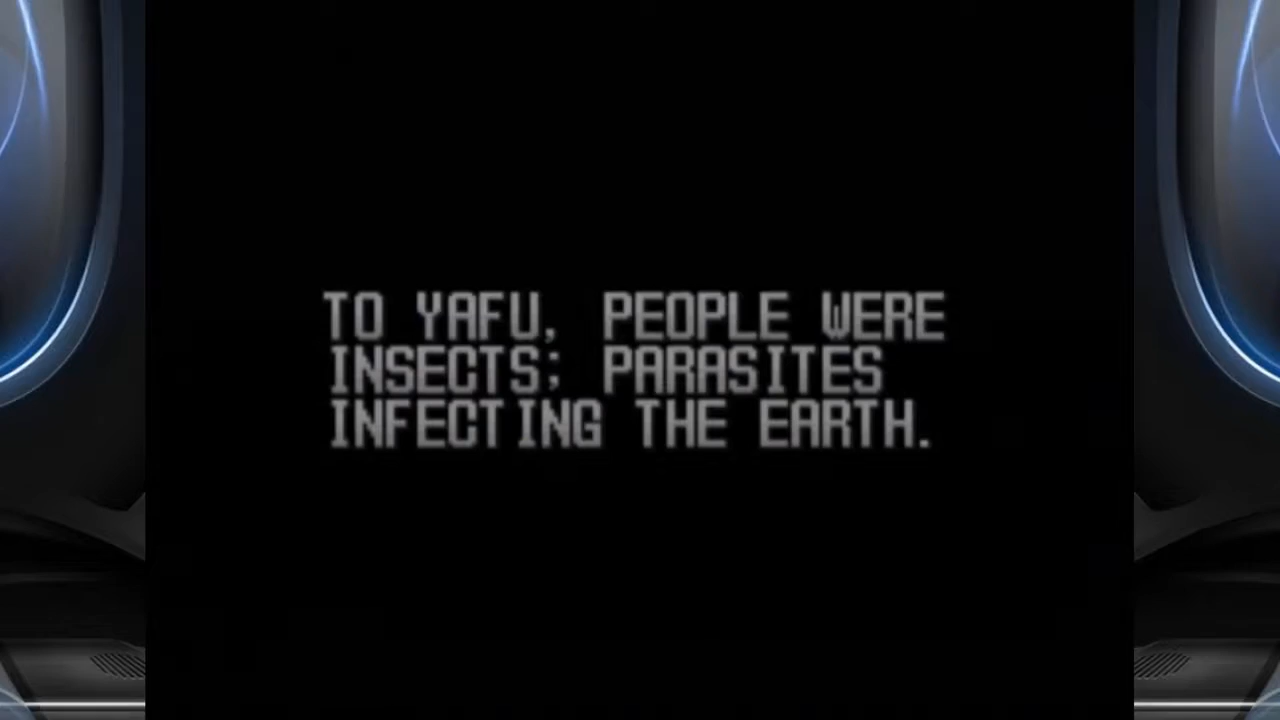 TO YAFU, PEOPLE WERE
INSECTS; PARASITES
INFECTING THE EARTH.